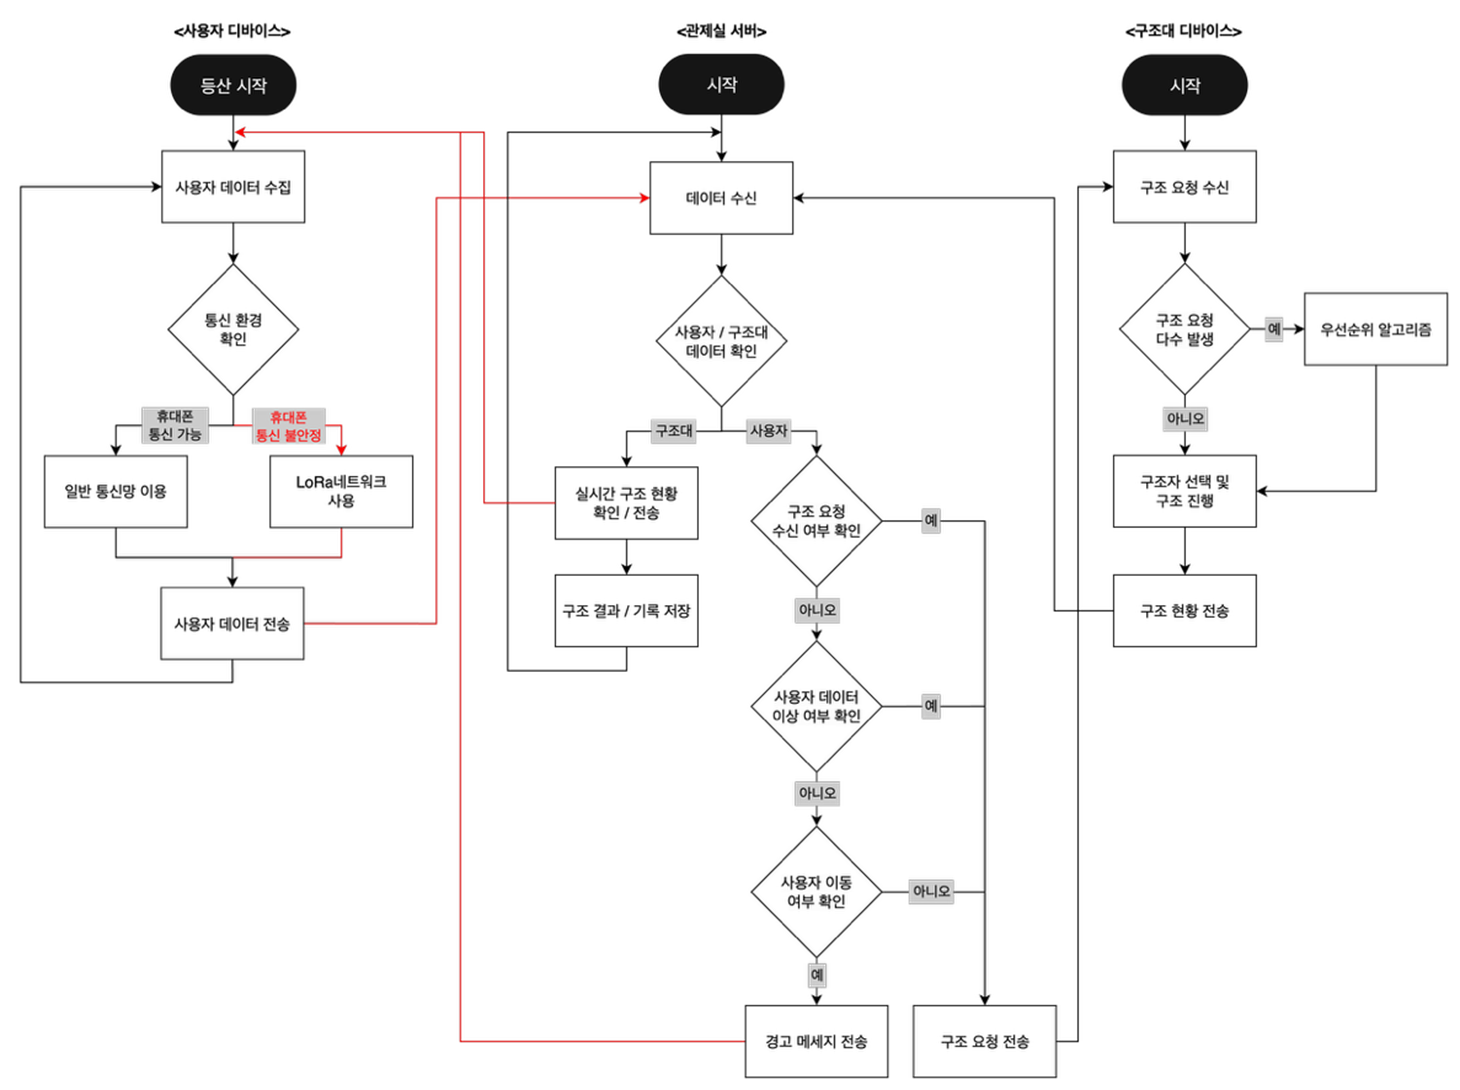 <사용자 디바이스>
등산 시작
사용자 데이터 수집
통신 환경
확인
휴대폰
통신 가능
휴대폰
통신 불안정
일반 통신망 이용
LoRa네트워크
사용
사용자 데이터 전송
<관제실 서버>
시작
데이터 수신
사용자 / 구조대
데이터 확인
구조대
사용자
실시간 구조 현황
확인 / 전송
구조 결과 / 기록 저장
구조 요청
수신 여부 확인
예
아니오
사용자 데이터
이상 여부 확인
예
아니오
사용자 이동
여부 확인
아니오
예
경고 메세지 전송
구조 요청 전송
<구조대 디바이스>
시작
구조 요청 수신
구조 요청
다수 발생
예
우선순위 알고리즘
아니오
구조자 선택 및
구조 진행
구조 현황 전송